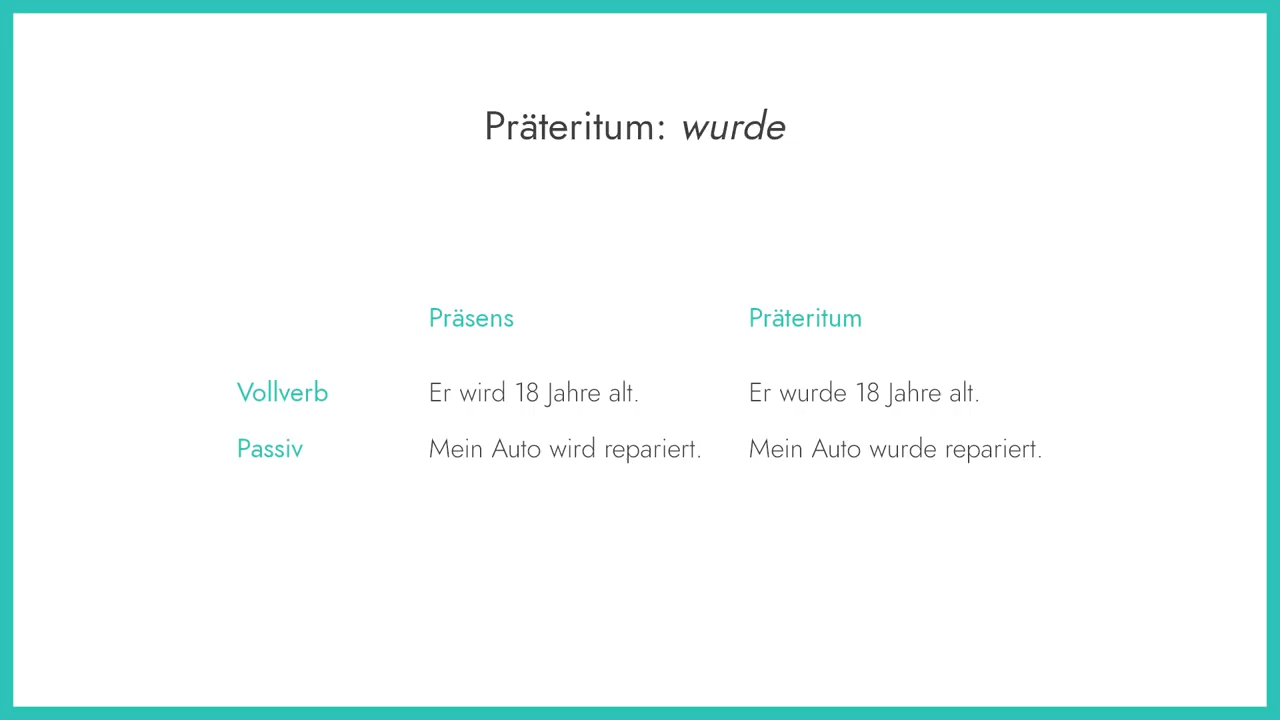 Präteritum: wurde
Präsens Präteritum
Vollverb Er wird 18 Jahre alt. Er wurde 18 Jahre alt.
Passiv Mein Auto wird repariert. Mein Auto wurde repariert.